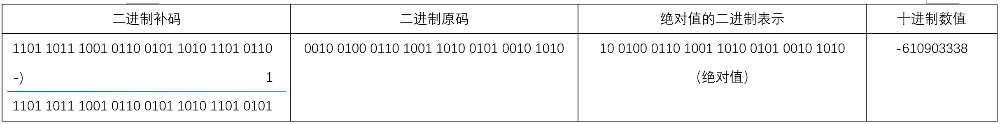 二进制补码 二进制原码 绝对值的二进制表示 十进制数值
1101 1011 1001 0110 0101 1010 1101 0110 0010 0100 0110 1001 1010 0101 0010 1010 10 0100 0110 1001 1010 0101 0010 1010 -610903338
-) 1 (绝对值)
1101 1011 1001 0110 0101 1010 1101 0101